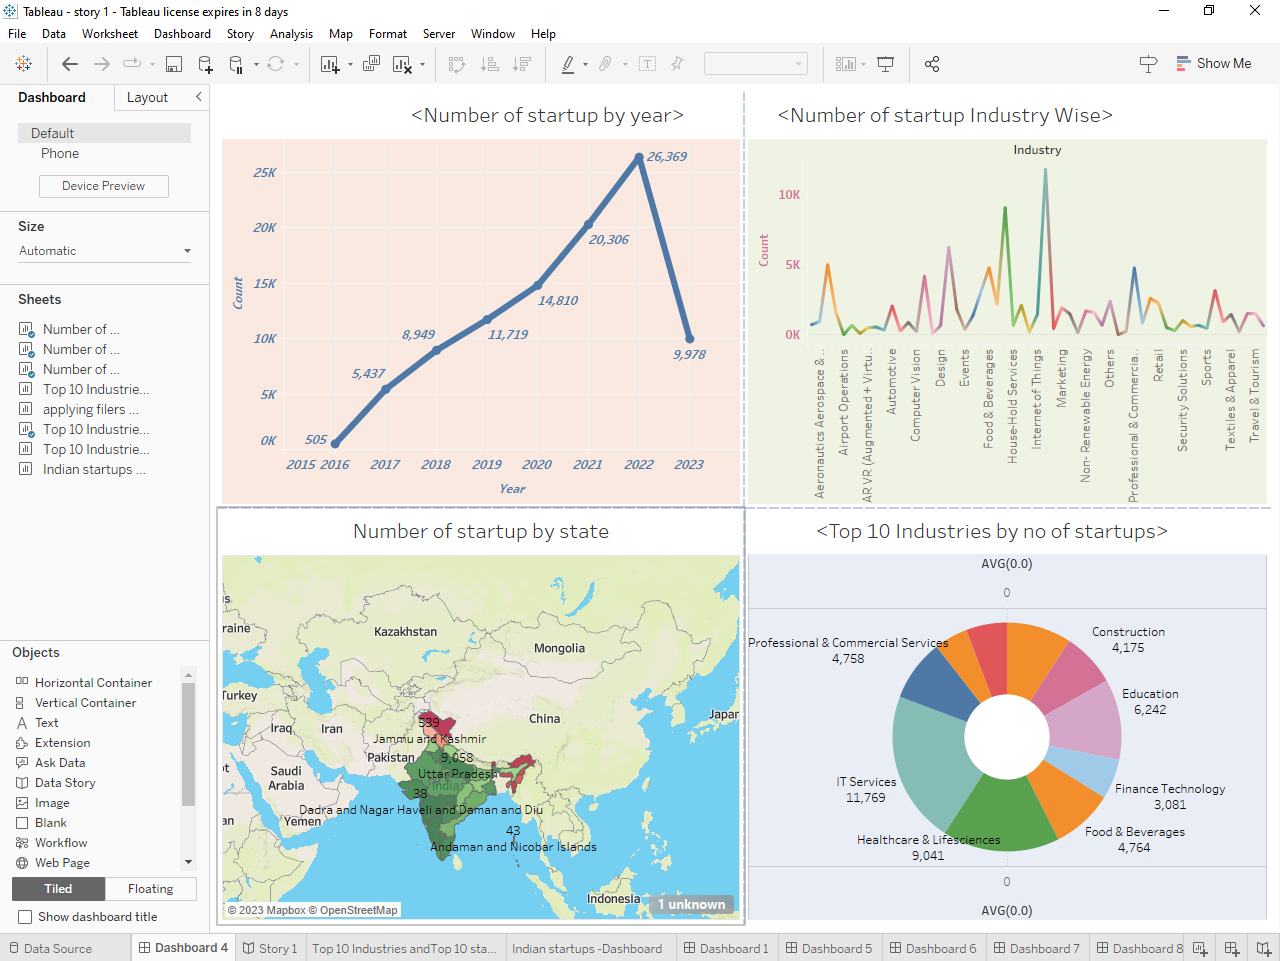 Tableau - story 1 - Tableau license expires in 8 days
File Data Worksheet Dashboard Story Analysis Map Format Server Window Help
Show Me
Dashboard Layout
Default
Phone
Device Preview
Size
Automatic
Sheets
Number of ...
Number of ...
Number of ...
Top 10 Industrie...
applying filers ...
Top 10 Industrie...
Top 10 Industrie...
Indian startups ...
Objects
Horizontal Container
Vertical Container
Text
Extension
Ask Data
Data Story
Image
Blank
Workflow
Web Page
Tiled Floating
Show dashboard title
<Number of startup by year>
25K
20K
15K
10K
5K
0K
Count
505
5,437
8,949
11,719
14,810
20,306
26,369
9,978
2015 2016 2017 2018 2019 2020 2021 2022 2023
Year
<Number of startup Industry Wise>
Industry
10K
5K
0K
Count
Aeronautics Aerospace & ..
Airport Operations
AR VR (Augmented + Virtu..
Automotive
Computer Vision
Design
Events
Food & Beverages
House-Hold Services
Internet of Things
Marketing
Non- Renewable Energy
Others
Professional & Commercia..
Retail
Security Solutions
Sports
Textiles & Apparel
Travel & Tourism
Number of startup by state
Kazakhstan
Mongolia
raine
Turkey
Iraq
Iran
China
Japan
539
Jammu and Kashmir
Pakistan
9,058
Uttar Pradesh
Saudi
Arabia
India
38
Dadra and Nagar Haveli and Daman and Diu
Yemen
43
Andaman and Nicobar Islands
Indonesia
1 unknown
© 2023 Mapbox © OpenStreetMap
<Top 10 Industries by no of startups>
AVG(0.0)
0
Professional & Commercial Services
4,758
Construction
4,175
Education
6,242
IT Services
11,769
Finance Technology
3,081
Food & Beverages
4,764
Healthcare & Lifesciences
9,041
0
AVG(0.0)
Data Source Dashboard 4 Story 1 Top 10 Industries andTop 10 sta... Indian startups -Dashboard Dashboard 1 Dashboard 5 Dashboard 6 Dashboard 7 Dashboard 8